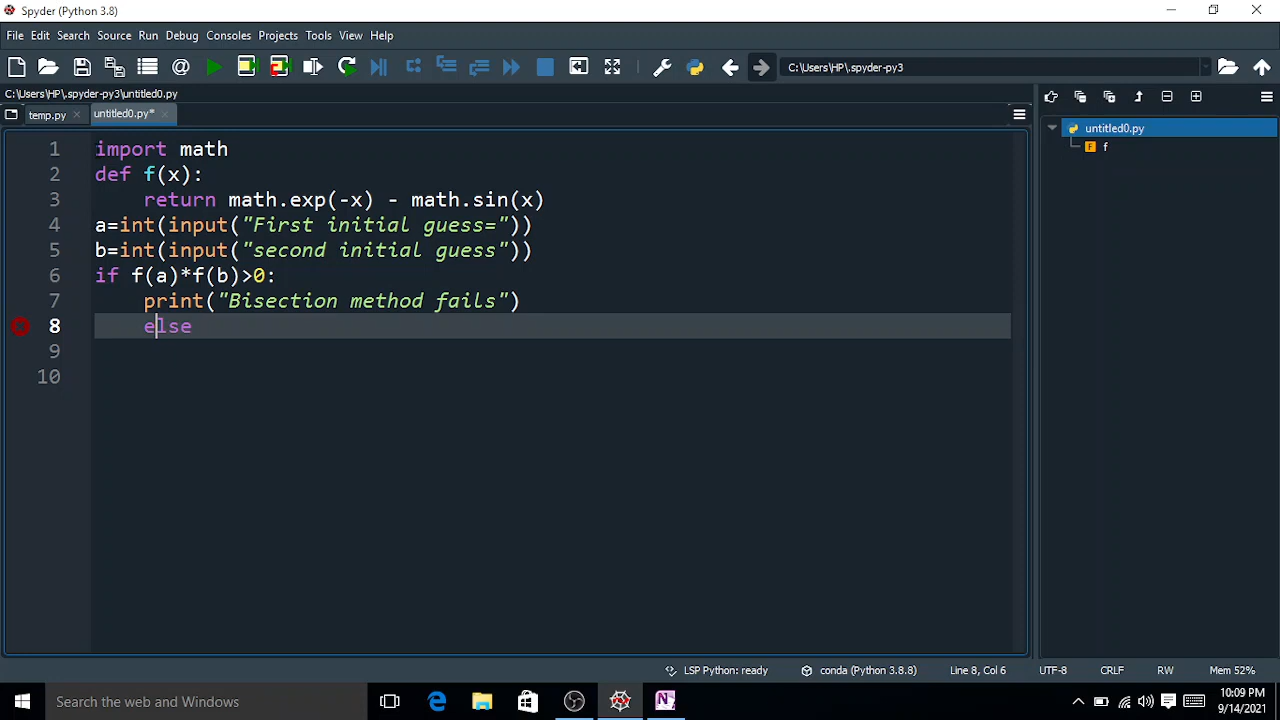 Spyder (Python 3.8)
File Edit Search Source Run Debug Consoles Projects Tools View Help
C:\Users\HP\.spyder-py3
C:\Users\HP\.spyder-py3\untitled0.py
temp.py untitled0.py*
untitled0.py
F f
1 import math
2 def f(x):
3 return math.exp(-x) - math.sin(x)
4 a=int(input("First initial guess="))
5 b=int(input("second initial guess"))
6 if f(a)*f(b)>0:
7 print("Bisection method fails")
8 else
9
10
LSP Python: ready conda (Python 3.8.8) Line 8, Col 6 UTF-8 CRLF RW Mem 52%
Search the web and Windows
10:09 PM
9/14/2021